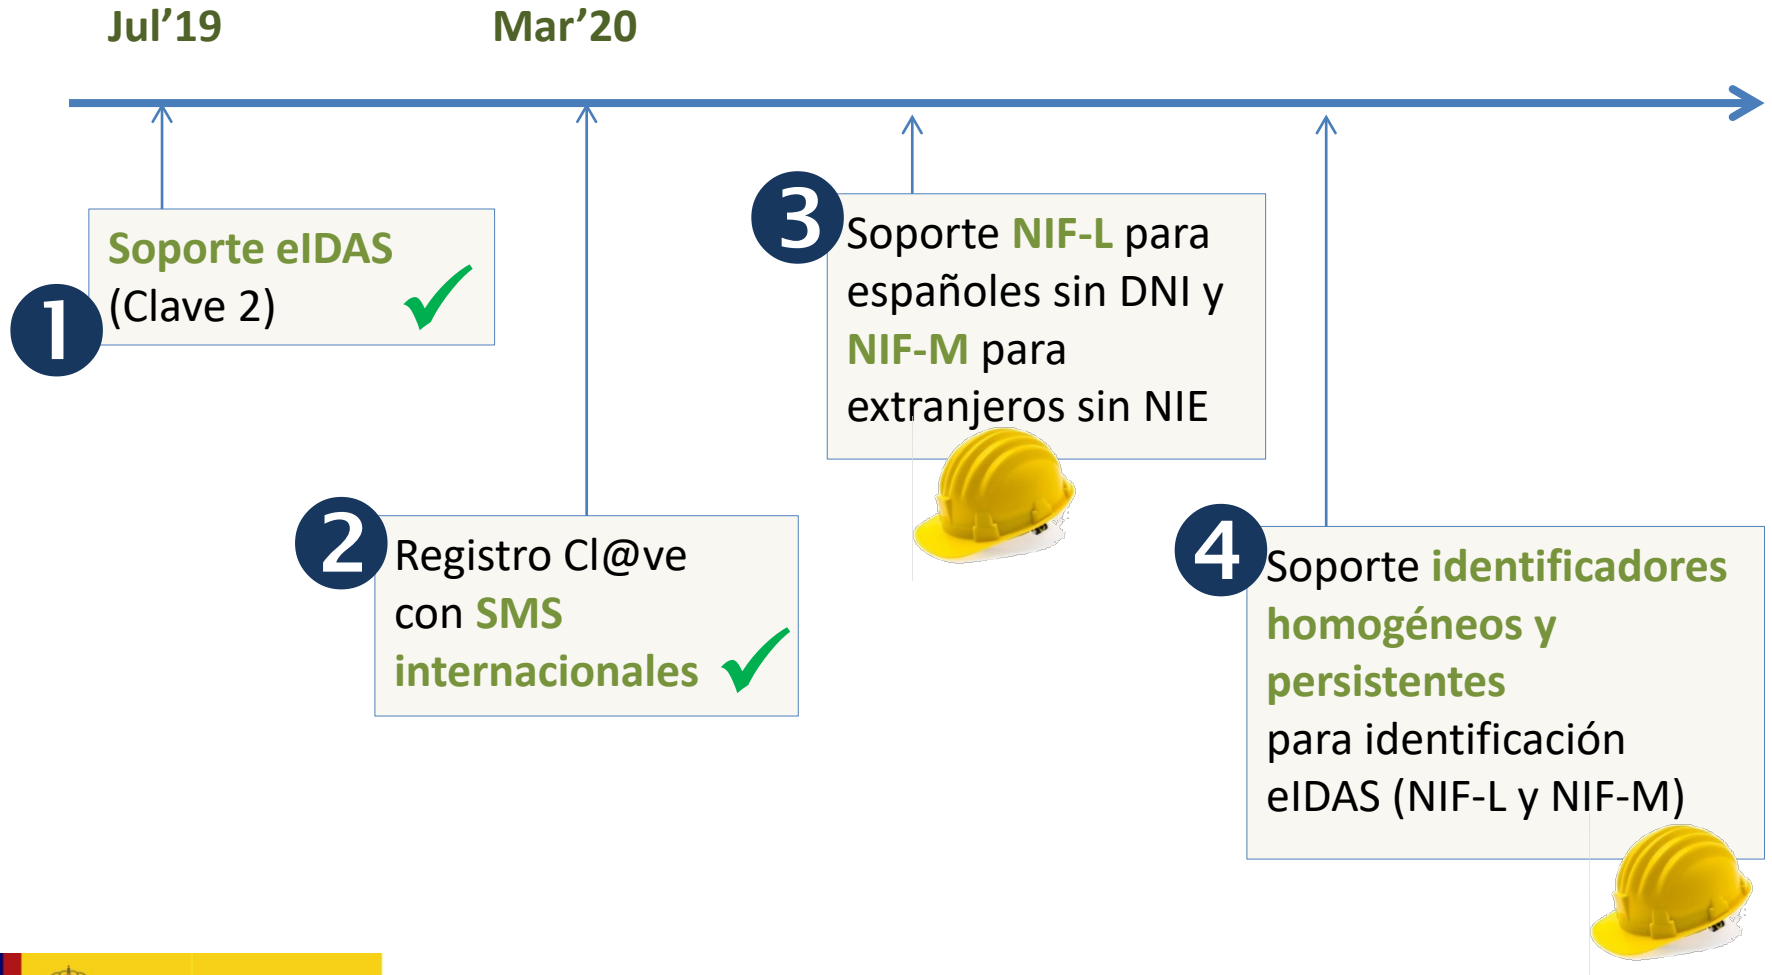 Jul’19
Mar’20
1
Soporte eIDAS
(Clave 2)
2
Registro Cl@ve
con SMS
internacionales
3
Soporte NIF-L para
españoles sin DNI y
NIF-M para
extranjeros sin NIE
4
Soporte identificadores
homogéneos y
persistentes
para identificación
eIDAS (NIF-L y NIF-M)